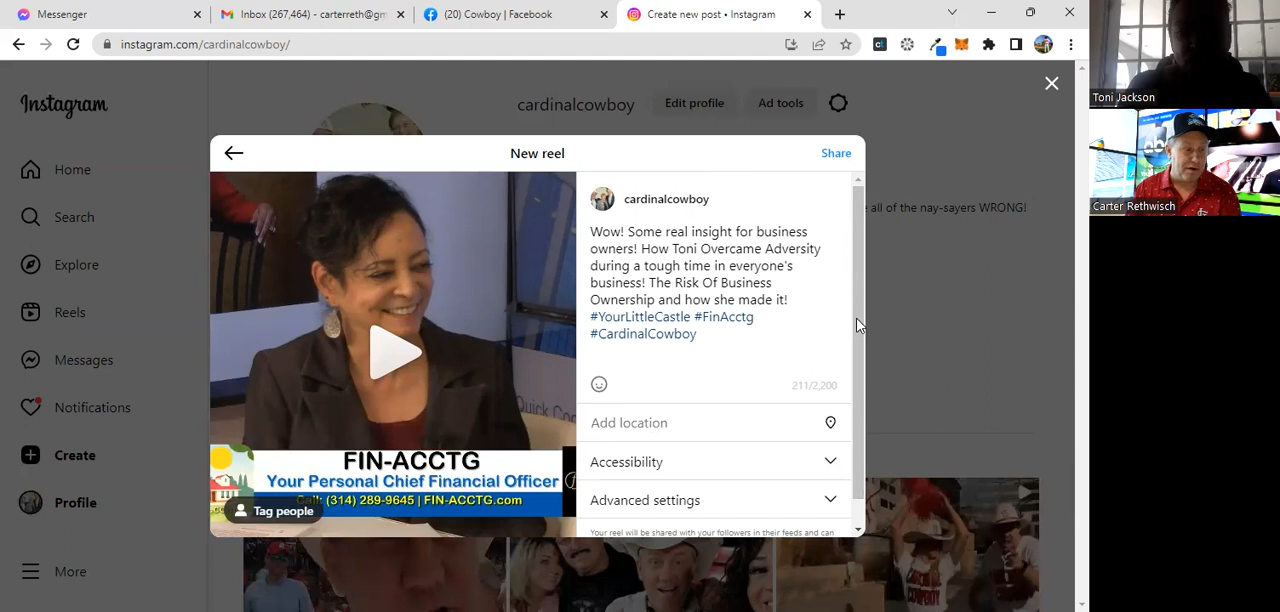 Messenger
Inbox (267,464) - carterreth@gm
(20) Cowboy | Facebook
Create new post • Instagram
instagram.com/cardinalcowboy/
Toni Jackson
Carter Rethwisch
Instagram
Home
Search
Explore
Reels
Messages
Notifications
Create
Profile
More
cardinalcowboy
Edit profile
Ad tools
all of the nay-sayers WRONG!
New reel
Share
cardinalcowboy
Wow! Some real insight for business
owners! How Toni Overcame Adversity
during a tough time in everyone's
business! The Risk Of Business
Ownership and how she made it!
#YourLittleCastle #FinAcctg
#CardinalCowboy
211/2,200
Add location
Accessibility
Advanced settings
Your reel will be shared with your followers in their feeds and can
Quick Co
FIN-ACCTG
Your Personal Chief Financial Officer
Call: (314) 289-9645 | FIN-ACCTG.com
Tag people
abc